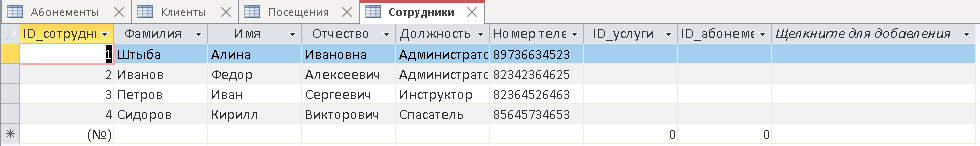 Абонементы Клиенты Посещения Сотрудники
ID_сотрудни Фамилия Имя Отчество Должность Номер теле ID_услуги ID_абонеме Щелкните для добавления
1 Штыба Алина Ивановна Администрато 89736634523
2 Иванов Федор Алексеевич Администрато 82342364625
3 Петров Иван Сергеевич Инструктор 82364526463
4 Сидоров Кирилл Викторович Спасатель 85645734653
(№) 0 0